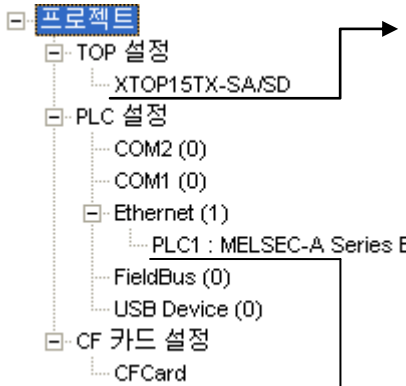 프로젝트
TOP 설정
XTOP15TX-SA/SD
PLC 설정
COM2 (0)
COM1 (0)
Ethernet (1)
PLC1 : MELSEC-A Series E
FieldBus (0)
USB Device (0)
CF 카드 설정
CFCard